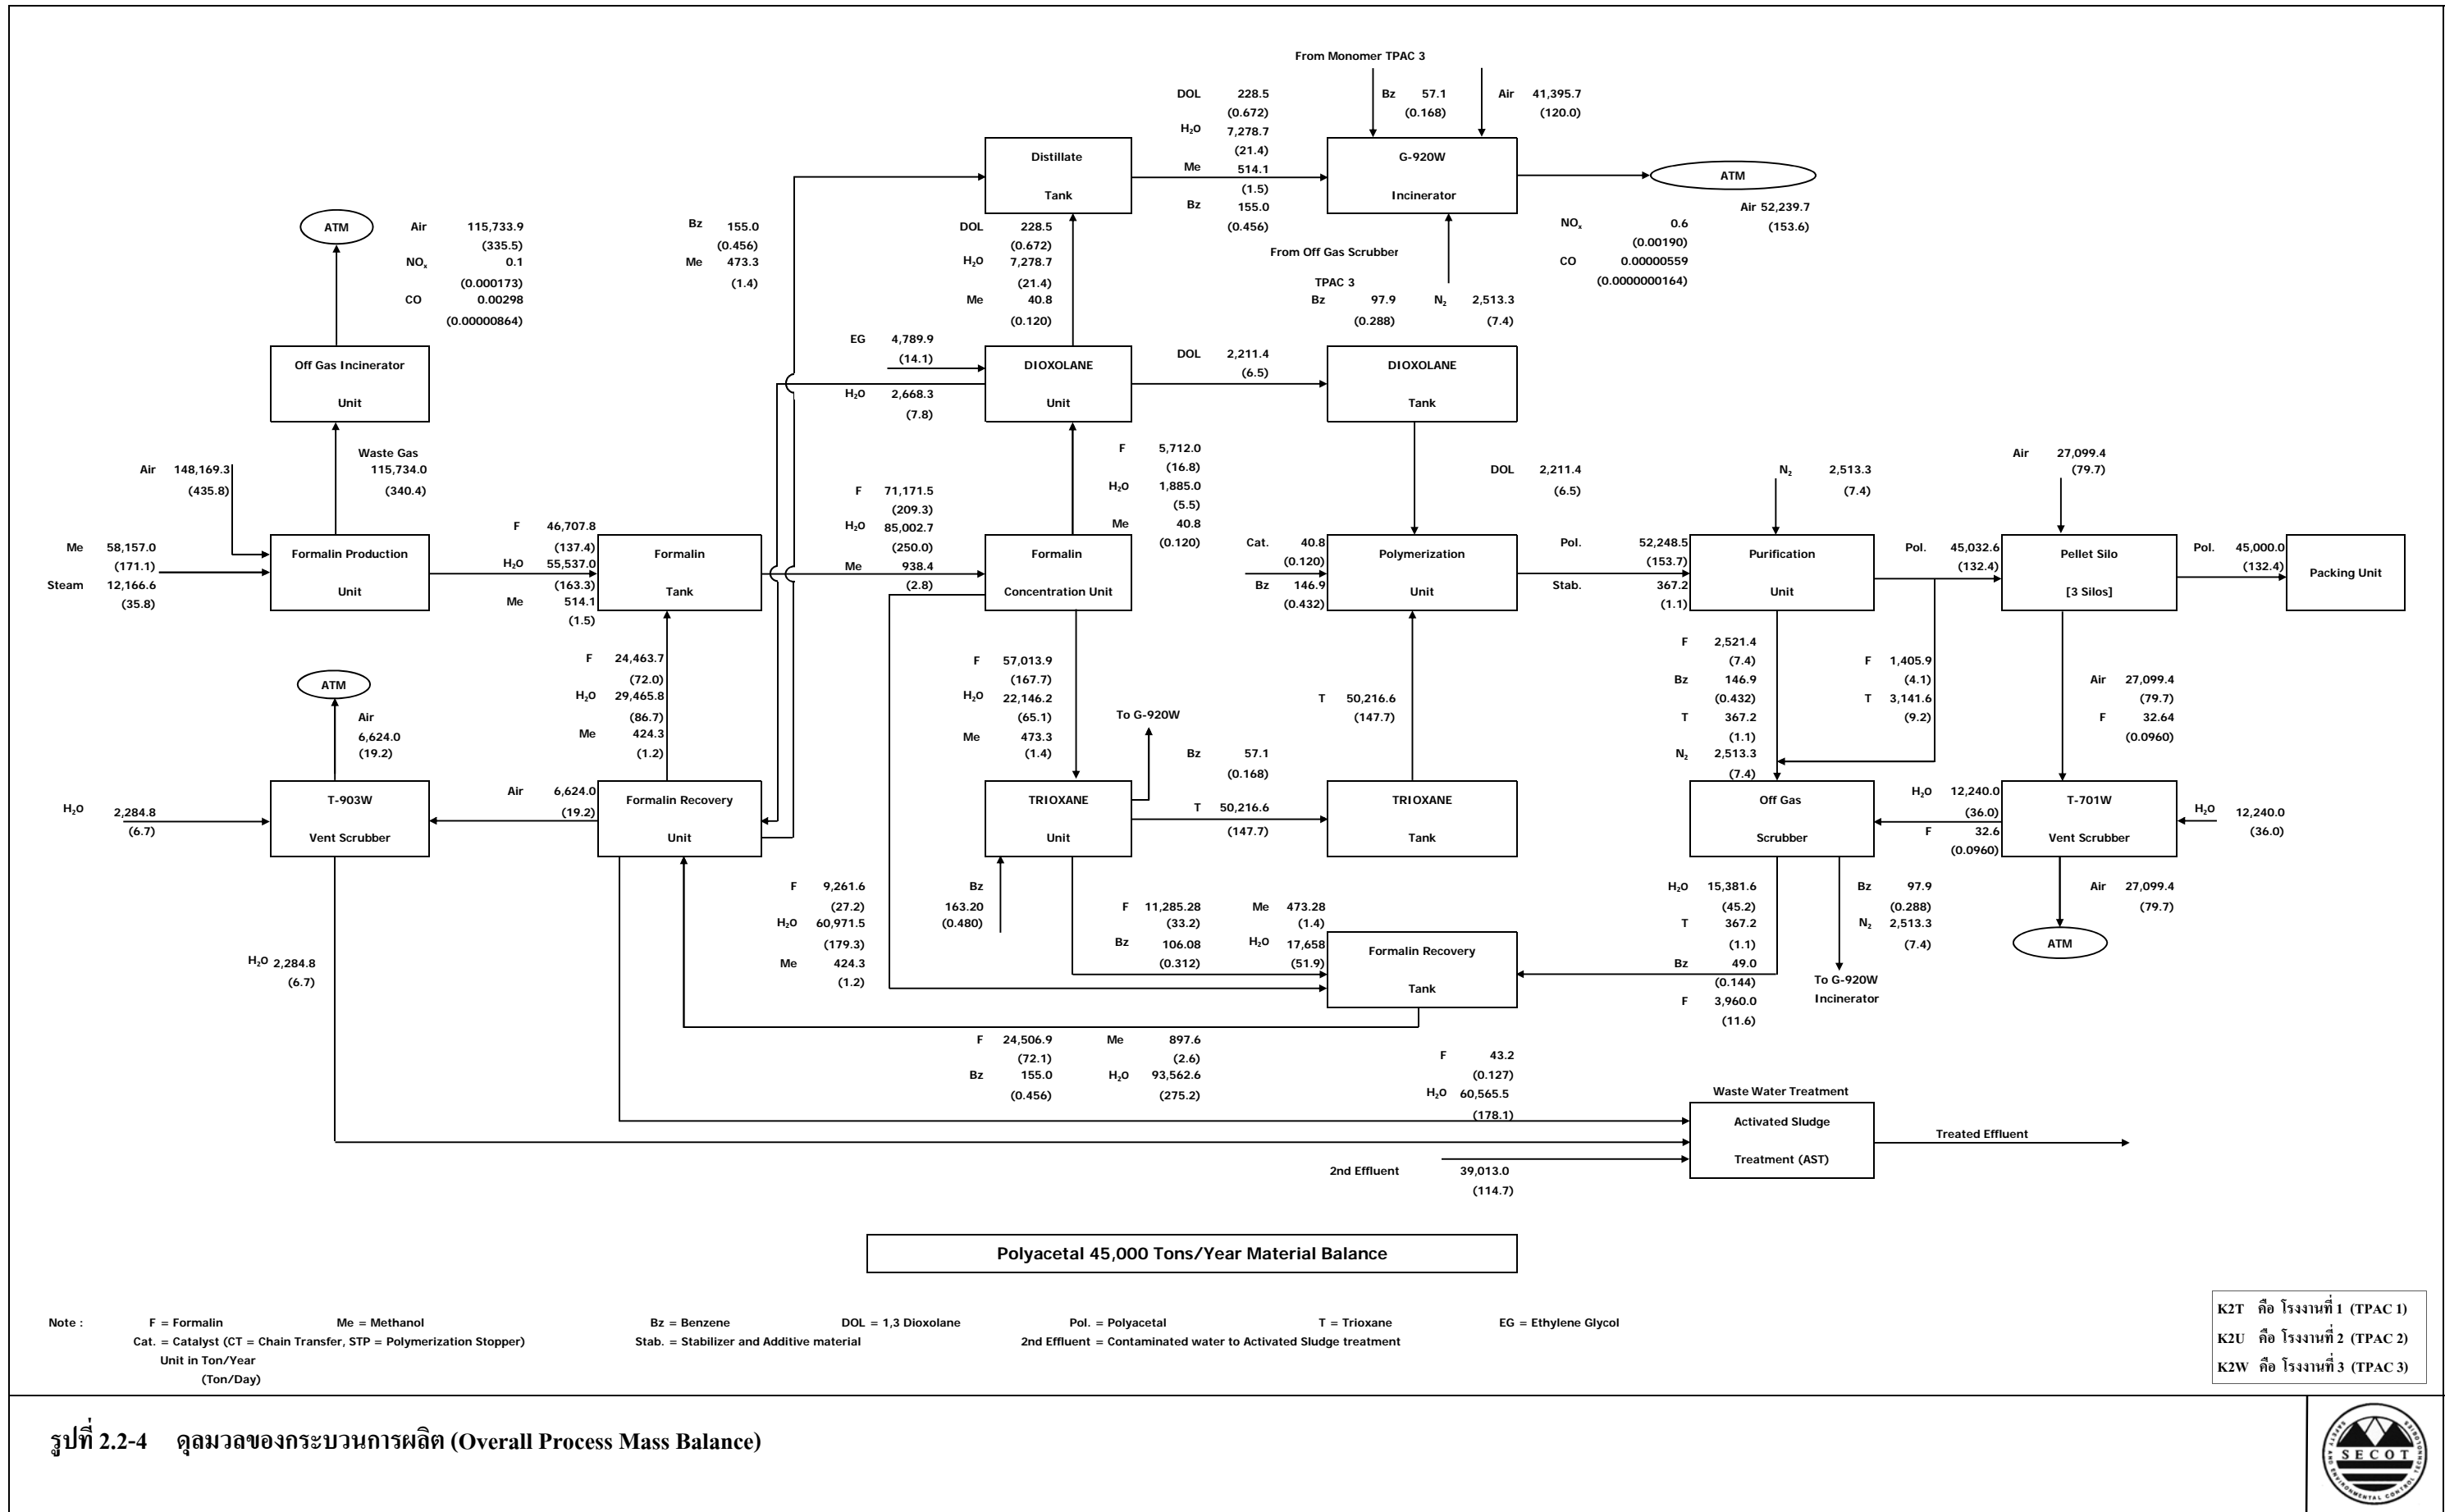 From Monomer TPAC 3
DOL 228.5
(0.672)
H₂O 7,278.7
(21.4)
Me 514.1
(1.5)
Bz 155.0
(0.456)
Bz 57.1
(0.168)
Air 41,395.7
(120.0)
Distillate
Tank
G-920W
Incinerator
ATM
Air 52,239.7
(153.6)
NOₓ 0.6
(0.00190)
CO 0.00000559
(0.0000000164)
From Off Gas Scrubber
TPAC 3
Bz 97.9
(0.288)
N₂ 2,513.3
(7.4)
ATM
Air 115,733.9
(335.5)
NOₓ 0.1
(0.000173)
CO 0.00298
(0.00000864)
Bz 155.0
(0.456)
Me 473.3
(1.4)
DOL 228.5
(0.672)
H₂O 7,278.7
(21.4)
Me 40.8
(0.120)
Off Gas Incinerator
Unit
EG 4,789.9
(14.1)
H₂O 2,668.3
(7.8)
DIOXOLANE
Unit
DOL 2,211.4
(6.5)
DIOXOLANE
Tank
Waste Gas
115,734.0
(340.4)
Air 148,169.3
(435.8)
F 71,171.5
(209.3)
H₂O 85,002.7
(250.0)
Me 938.4
(2.8)
F 5,712.0
(16.8)
H₂O 1,885.0
(5.5)
Me 40.8
(0.120)
DOL 2,211.4
(6.5)
N₂ 2,513.3
(7.4)
Air 27,099.4
(79.7)
Me 58,157.0
(171.1)
Steam 12,166.6
(35.8)
Formalin Production
Unit
F 46,707.8
(137.4)
H₂O 55,537.0
(163.3)
Me 514.1
(1.5)
Formalin
Tank
Formalin
Concentration Unit
Cat. 40.8
(0.120)
Bz 146.9
(0.432)
Polymerization
Unit
Pol. 52,248.5
(153.7)
Stab. 367.2
(1.1)
Purification
Unit
Pol. 45,032.6
(132.4)
Pellet Silo
[3 Silos]
Pol. 45,000.0
(132.4)
Packing Unit
ATM
Air
6,624.0
(19.2)
F 24,463.7
(72.0)
H₂O 29,465.8
(86.7)
Me 424.3
(1.2)
F 57,013.9
(167.7)
H₂O 22,146.2
(65.1)
Me 473.3
(1.4)
To G-920W
T 50,216.6
(147.7)
F 2,521.4
(7.4)
Bz 146.9
(0.432)
T 367.2
(1.1)
N₂ 2,513.3
(7.4)
F 1,405.9
(4.1)
T 3,141.6
(9.2)
Air 27,099.4
(79.7)
F 32.64
(0.0960)
H₂O 2,284.8
(6.7)
T-903W
Vent Scrubber
Air 6,624.0
(19.2)
Formalin Recovery
Unit
TRIOXANE
Unit
Bz 57.1
(0.168)
T 50,216.6
(147.7)
TRIOXANE
Tank
Off Gas
Scrubber
H₂O 12,240.0
(36.0)
F 32.6
(0.0960)
T-701W
Vent Scrubber
H₂O 12,240.0
(36.0)
F 9,261.6
(27.2)
H₂O 60,971.5
(179.3)
Me 424.3
(1.2)
Bz
163.20
(0.480)
F 11,285.28
(33.2)
Bz 106.08
(0.312)
Me 473.28
(1.4)
H₂O 17,658
(51.9)
Formalin Recovery
Tank
H₂O 15,381.6
(45.2)
T 367.2
(1.1)
Bz 49.0
(0.144)
F 3,960.0
(11.6)
Bz 97.9
(0.288)
N₂ 2,513.3
(7.4)
To G-920W
Incinerator
Air 27,099.4
(79.7)
ATM
H₂O 2,284.8
(6.7)
F 24,506.9
(72.1)
Bz 155.0
(0.456)
Me 897.6
(2.6)
H₂O 93,562.6
(275.2)
F 43.2
(0.127)
H₂O 60,565.5
(178.1)
Waste Water Treatment
Activated Sludge
Treatment (AST)
Treated Effluent
2nd Effluent 39,013.0
(114.7)
Polyacetal 45,000 Tons/Year Material Balance
Note : F = Formalin Me = Methanol Bz = Benzene DOL = 1,3 Dioxolane Pol. = Polyacetal T = Trioxane EG = Ethylene Glycol
Cat. = Catalyst (CT = Chain Transfer, STP = Polymerization Stopper) Stab. = Stabilizer and Additive material 2nd Effluent = Contaminated water to Activated Sludge treatment
Unit in Ton/Year
(Ton/Day)
K2T คือ โรงงานที่ 1 (TPAC 1)
K2U คือ โรงงานที่ 2 (TPAC 2)
K2W คือ โรงงานที่ 3 (TPAC 3)
รูปที่ 2.2-4 ดุลมวลของกระบวนการผลิต (Overall Process Mass Balance)
SECOT